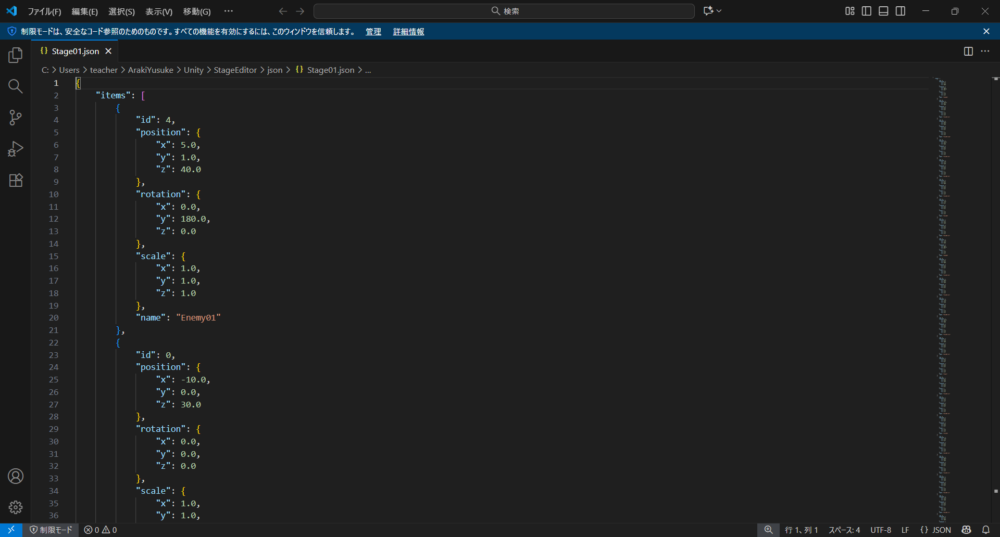 ファイル(F) 編集(E) 選択(S) 表示(V) 移動(G) ··· 検索
制限モードは、安全なコード参照のためのものです。すべての機能を有効にするには、このウィンドウを信頼します。 管理 詳細情報
{} Stage01.json
C: > Users > teacher > ArakiYusuke > Unity > StageEditor > json > {} Stage01.json > ...
1 {
2 "items": [
3 {
4 "id": 4,
5 "position": {
6 "x": 5.0,
7 "y": 1.0,
8 "z": 40.0
9 },
10 "rotation": {
11 "x": 0.0,
12 "y": 180.0,
13 "z": 0.0
14 },
15 "scale": {
16 "x": 1.0,
17 "y": 1.0,
18 "z": 1.0
19 },
20 "name": "Enemy01"
21 },
22 {
23 "id": 0,
24 "position": {
25 "x": -10.0,
26 "y": 0.0,
27 "z": 30.0
28 },
29 "rotation": {
30 "x": 0.0,
31 "y": 0.0,
32 "z": 0.0
33 },
34 "scale": {
35 "x": 1.0,
36 "y": 1.0,
制限モード 0 0 行 1、列 1 スペース: 4 UTF-8 LF {} JSON